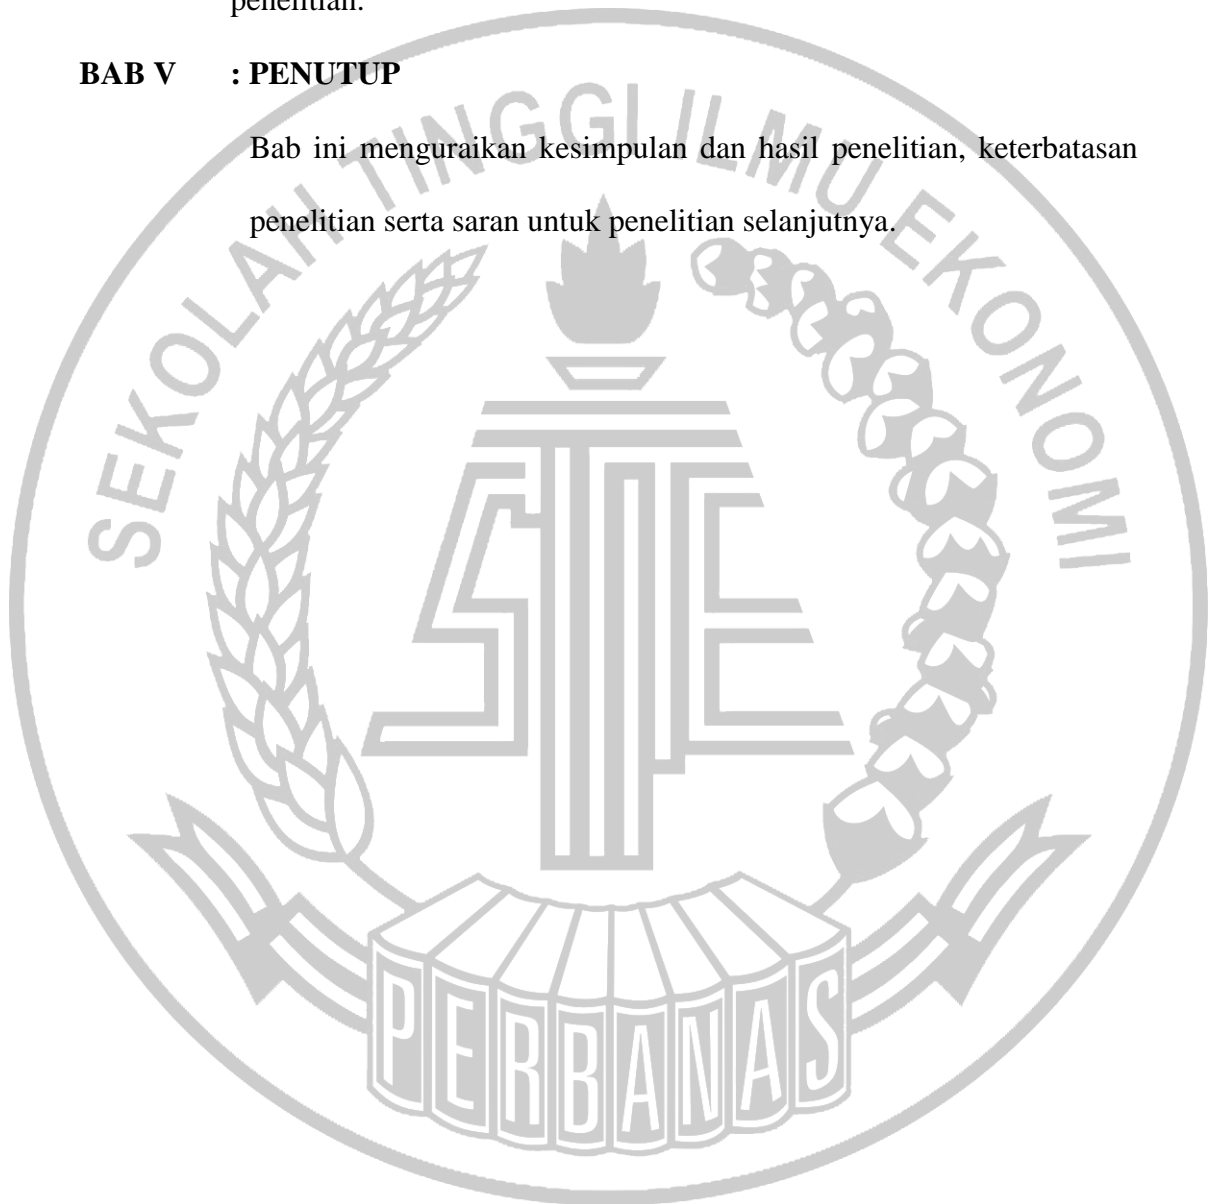 penelitian.
BAB V : PENUTUP
Bab ini menguraikan kesimpulan dan hasil penelitian, keterbatasan
penelitian serta saran untuk penelitian selanjutnya.
SEKOLAH TINGGI ILMU EKONOMI
STIE
PERBANAS